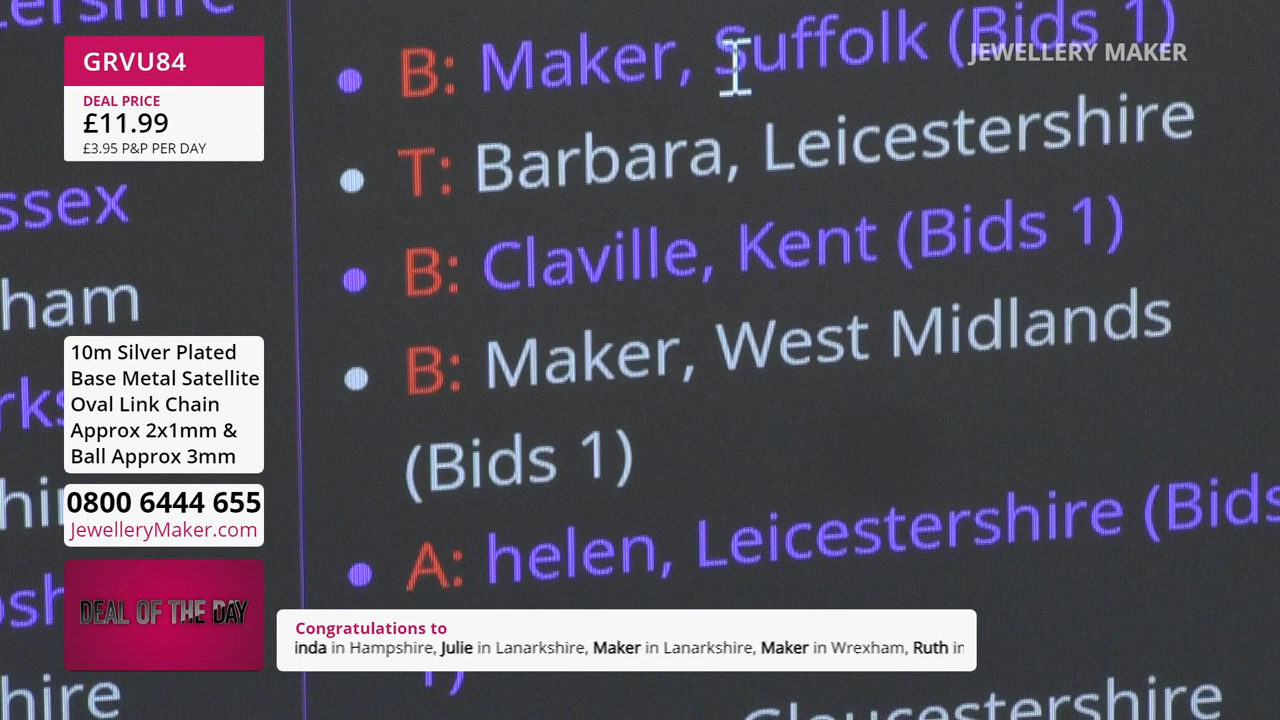 GRVU84
DEAL PRICE
£11.99
£3.95 P&P PER DAY
10m Silver Plated
Base Metal Satellite
Oval Link Chain
Approx 2x1mm &
Ball Approx 3mm
0800 6444 655
JewelleryMaker.com
DEAL OF THE DAY
JEWELLERY MAKER
B: Maker, Suffolk (Bids 1)
T: Barbara, Leicestershire
B: Claville, Kent (Bids 1)
B: Maker, West Midlands
(Bids 1)
A: helen, Leicestershire (Bids
1)
Gloucestershire
Congratulations to
inda in Hampshire, Julie in Lanarkshire, Maker in Lanarkshire, Maker in Wrexham, Ruth in